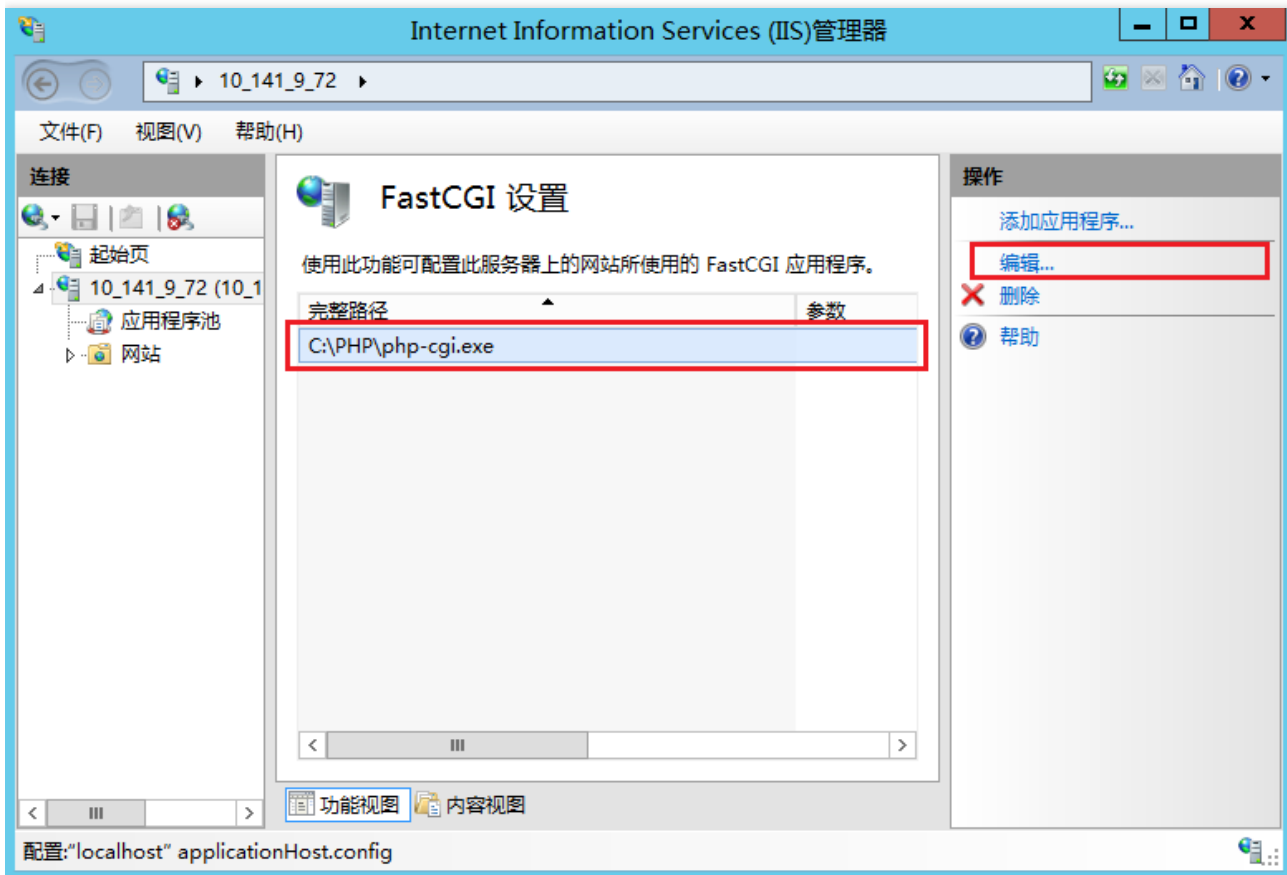 Internet Information Services (IIS)管理器
10_141_9_72
文件(F) 视图(V) 帮助(H)
连接
起始页
10_141_9_72 (10_1
应用程序池
网站
FastCGI 设置
使用此功能可配置此服务器上的网站所使用的 FastCGI 应用程序。
完整路径 参数
C:\PHP\php-cgi.exe
功能视图 内容视图
操作
添加应用程序...
编辑...
删除
帮助
配置:"localhost" applicationHost.config